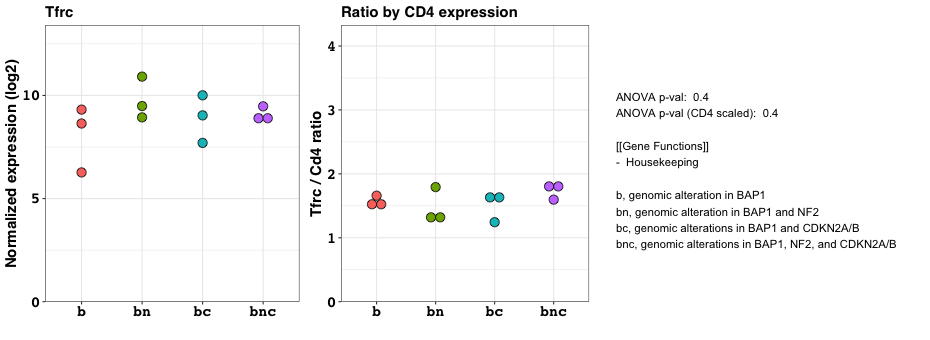 Tfrc
Normalized expression (log2)
10
5
0
b bn bc bnc
Ratio by CD4 expression
Tfrc / Cd4 ratio
4
3
2
1
0
b bn bc bnc
ANOVA p-val:  0.4
ANOVA p-val (CD4 scaled):  0.4
[[Gene Functions]]
-  Housekeeping
b, genomic alteration in BAP1
bn, genomic alteration in BAP1 and NF2
bc, genomic alterations in BAP1 and CDKN2A/B
bnc, genomic alterations in BAP1, NF2, and CDKN2A/B